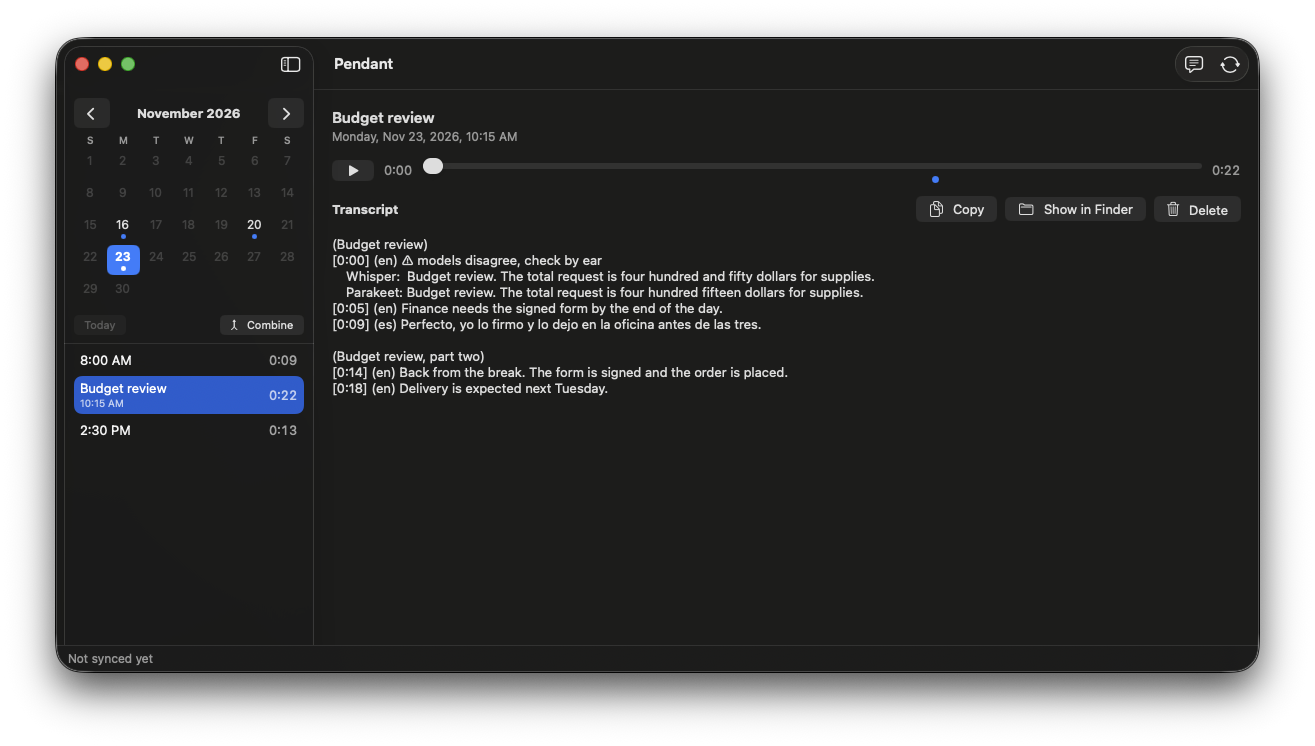 Pendant
November 2026
S M T W T F S
1 2 3 4 5 6 7
8 9 10 11 12 13 14
15 16 17 18 19 20 21
22 23 24 25 26 27 28
29 30
Today Combine
8:00 AM 0:09
Budget review
10:15 AM 0:22
2:30 PM 0:13
Not synced yet
Budget review
Monday, Nov 23, 2026, 10:15 AM
0:00 0:22
Transcript Copy Show in Finder Delete
(Budget review)
[0:00] (en) ⚠ models disagree, check by ear
Whisper: Budget review. The total request is four hundred and fifty dollars for supplies.
Parakeet: Budget review. The total request is four hundred fifteen dollars for supplies.
[0:05] (en) Finance needs the signed form by the end of the day.
[0:09] (es) Perfecto, yo lo firmo y lo dejo en la oficina antes de las tres.
(Budget review, part two)
[0:14] (en) Back from the break. The form is signed and the order is placed.
[0:18] (en) Delivery is expected next Tuesday.